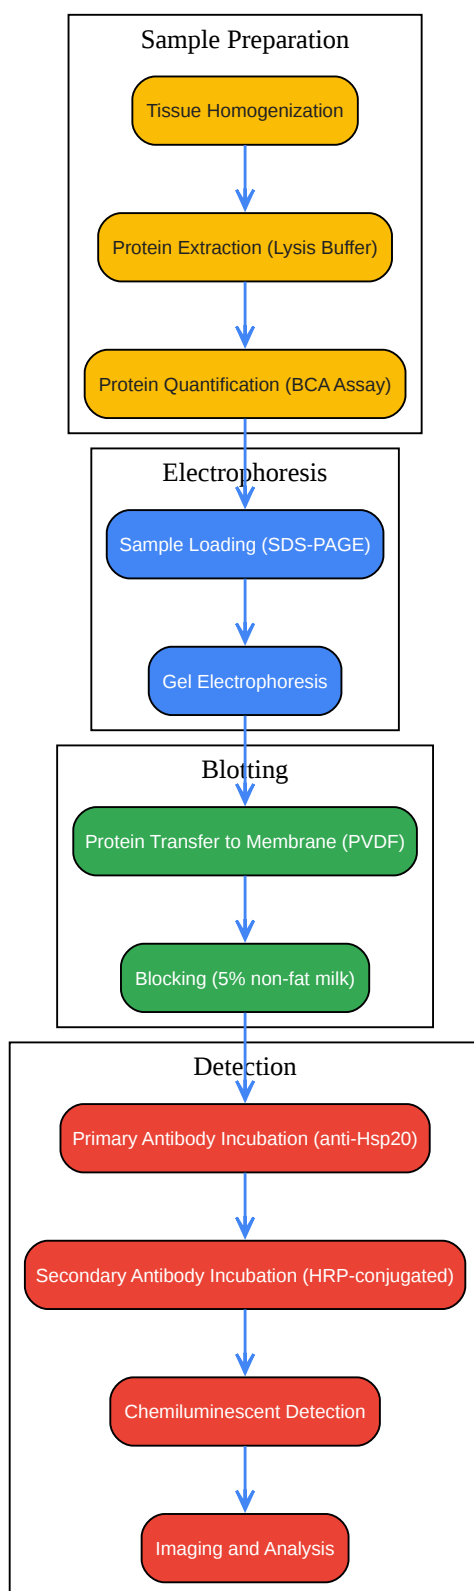 Sample Preparation
Tissue Homogenization
Protein Extraction (Lysis Buffer)
Protein Quantification (BCA Assay)
Electrophoresis
Sample Loading (SDS-PAGE)
Gel Electrophoresis
Blotting
Protein Transfer to Membrane (PVDF)
Blocking (5% non-fat milk)
Detection
Primary Antibody Incubation (anti-Hsp20)
Secondary Antibody Incubation (HRP-conjugated)
Chemiluminescent Detection
Imaging and Analysis